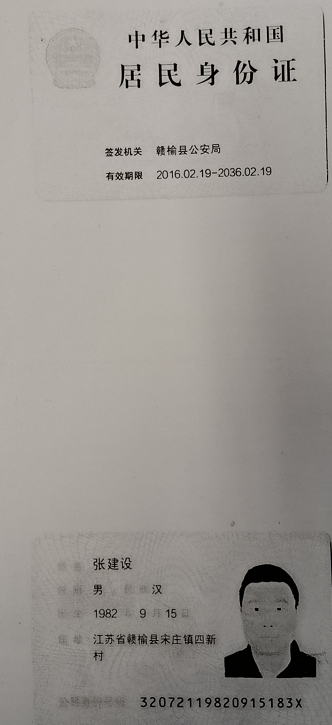 中华人民共和国
居民身份证
签发机关 赣榆县公安局
有效期限 2016.02.19-2036.02.19
张建设
男 汉
1982 9 月 15
江苏省赣榆县宋庄镇四新
村
32072119820915183X